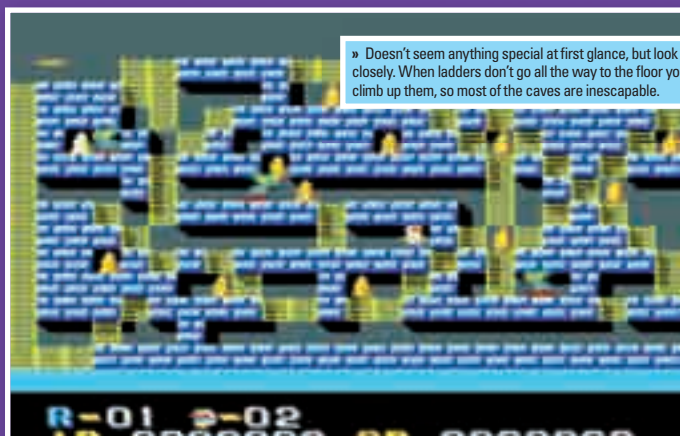 » Doesn't seem anything special at first glance, but look
closely. When ladders don't go all the way to the floor yo
climb up them, so most of the caves are inescapable.
R-01 -02